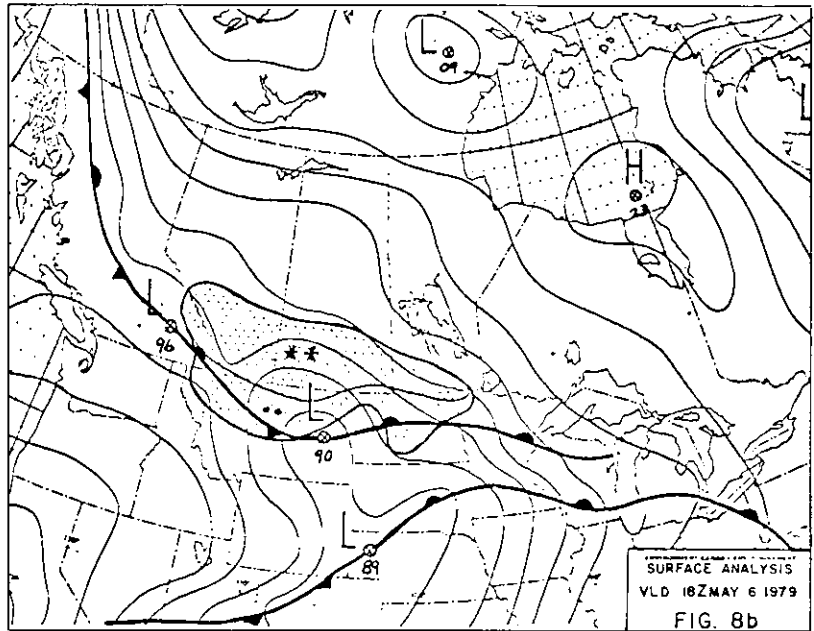 L
09
L
H
23
L
96
**
L
90
L
89
SURFACE ANALYSIS
VLD 18Z MAY 6 1979
FIG. 8b